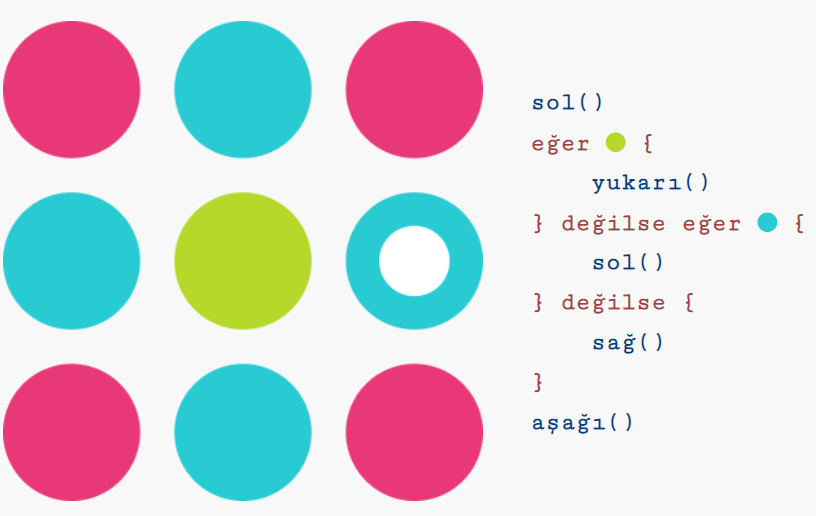 sol()
eğer {
yukarı()
} değilse eğer {
sol()
} değilse {
sağ()
}
aşağı()